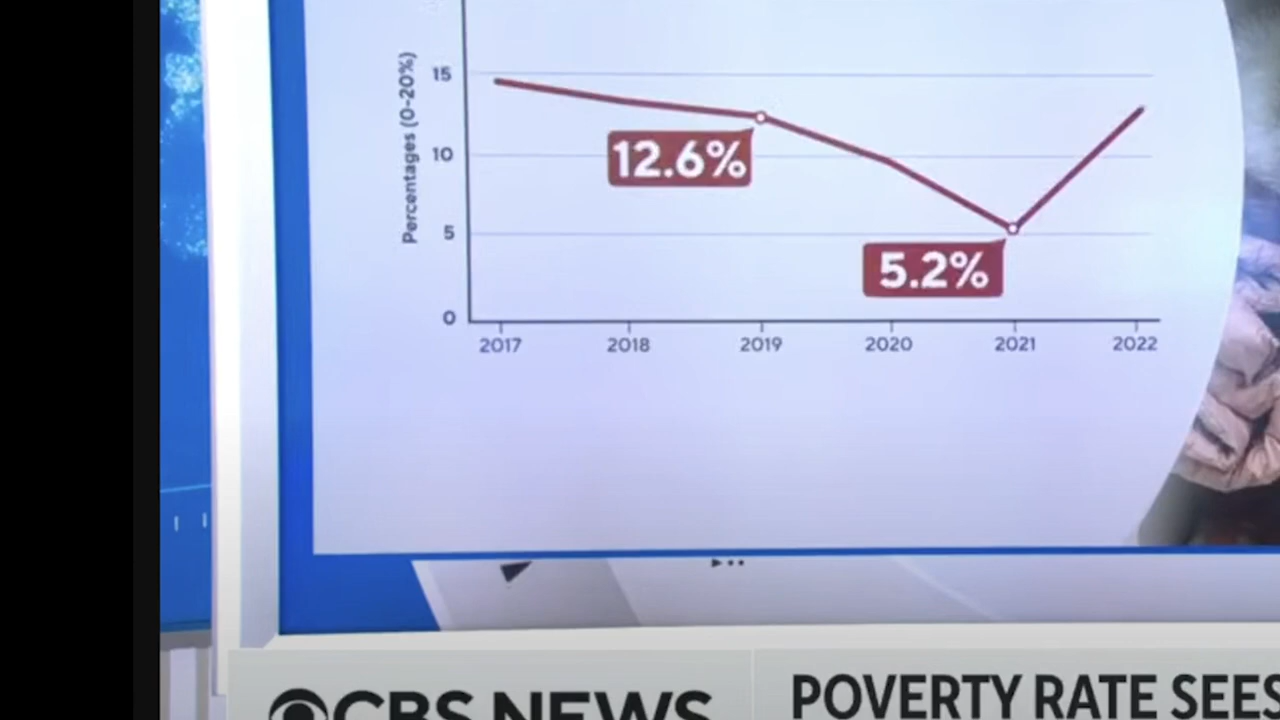 Percentages (0-20%)
15
10
5
0
12.6%
5.2%
2017 2018 2019 2020 2021 2022
CBS NEWS
POVERTY RATE SEES